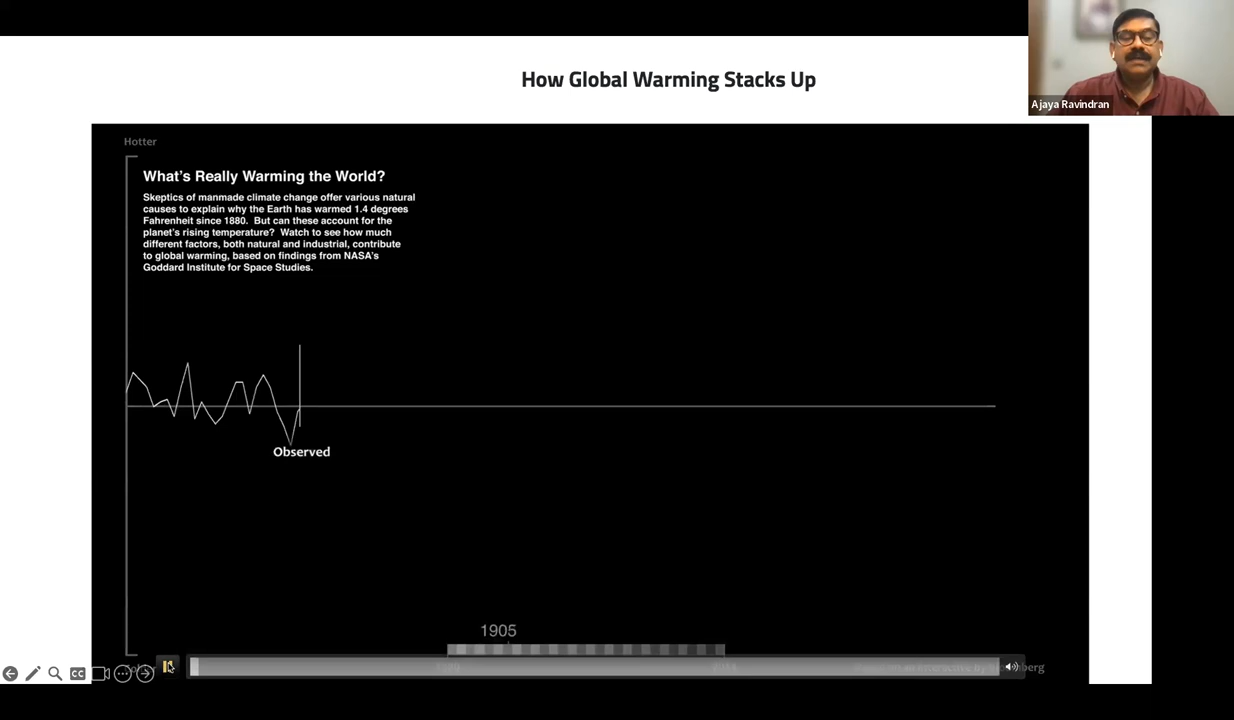 How Global Warming Stacks Up
Ajaya Ravindran
Hotter
What's Really Warming the World?
Skeptics of manmade climate change offer various natural
causes to explain why the Earth has warmed 1.4 degrees
Fahrenheit since 1880. But can these account for the
planet's rising temperature? Watch to see how much
different factors, both natural and industrial, contribute
to global warming, based on findings from NASA's
Goddard Institute for Space Studies.
Observed
1905
CC